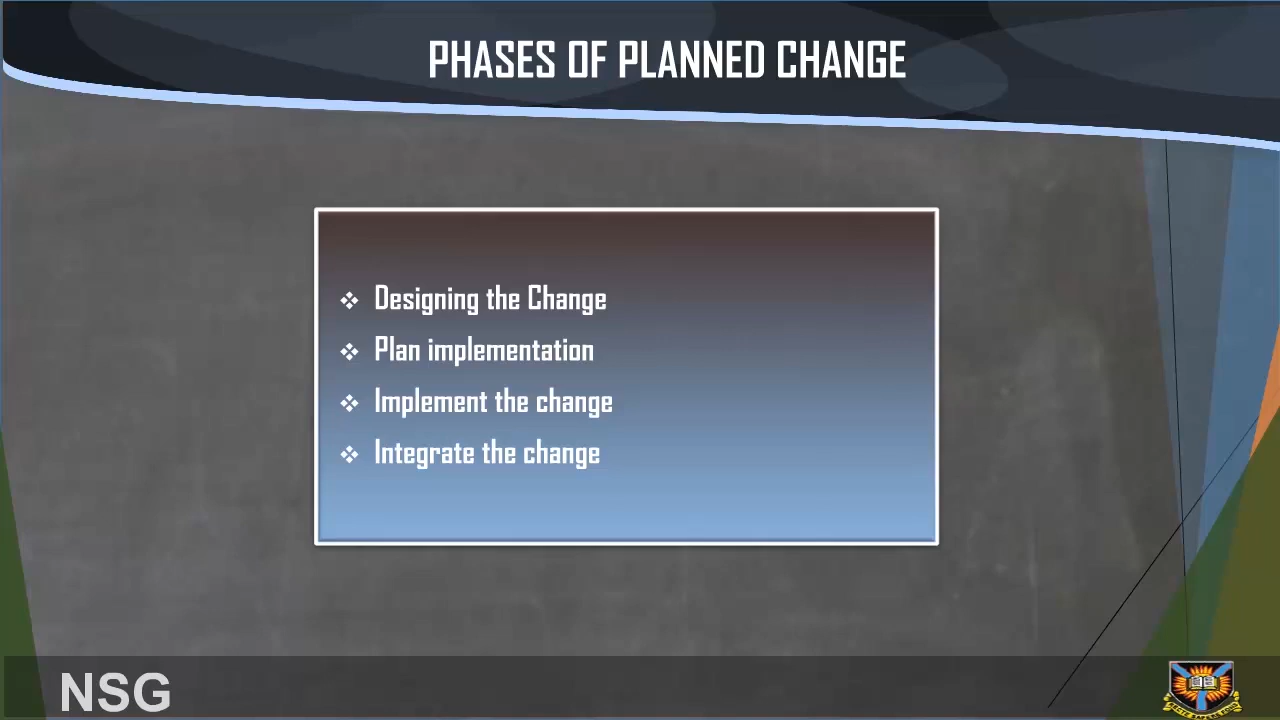 PHASES OF PLANNED CHANGE
Designing the Change
Plan implementation
Implement the change
Integrate the change
NSG